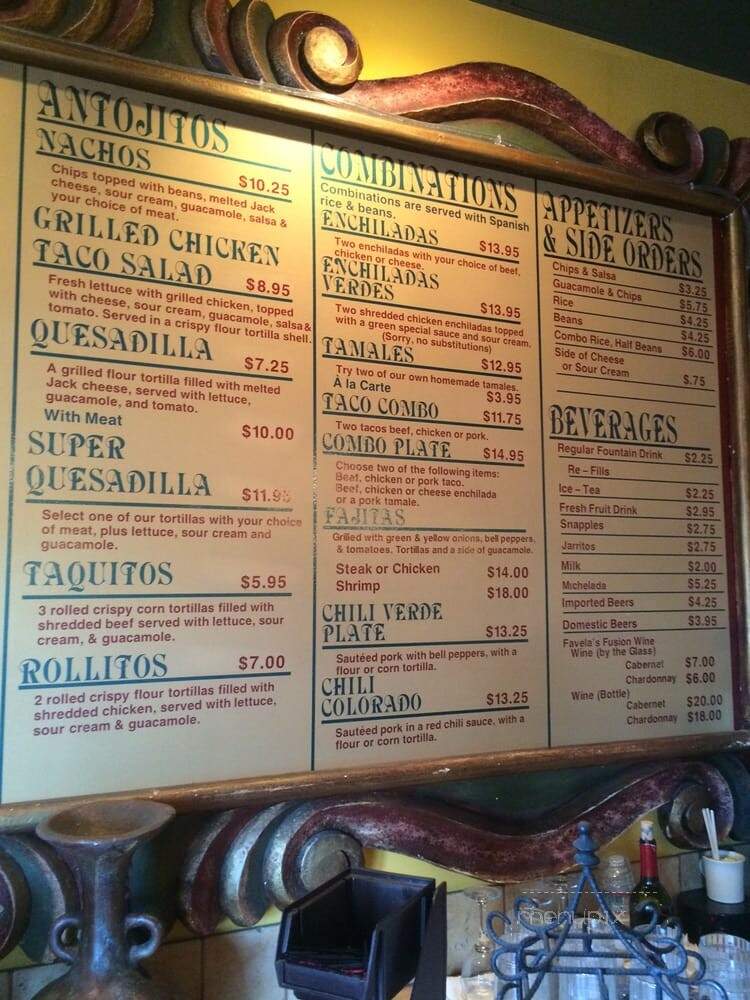 ANTOJITOS
NACHOS $10.25
Chips topped with beans, melted Jack
cheese, sour cream, guacamole, salsa &
your choice of meat.
GRILLED CHICKEN
TACO SALAD $8.95
Fresh lettuce with grilled chicken, topped
with cheese, sour cream, guacamole, salsa &
tomato. Served in a crispy flour tortilla shell.
QUESADILLA $7.25
A grilled flour tortilla filled with melted
Jack cheese, served with lettuce,
guacamole, and tomato.
With Meat $10.00
SUPER
QUESADILLA $11.95
Select one of our tortillas with your choice
of meat, plus lettuce, sour cream and
guacamole.
TAQUITOS $5.95
3 rolled crispy corn tortillas filled with
shredded beef served with lettuce, sour
cream, & guacamole.
ROLLITOS $7.00
2 rolled crispy flour tortillas filled with
shredded chicken, served with lettuce,
sour cream & guacamole.
COMBINATIONS
Combinations are served with Spanish
rice & beans.
ENCHILADAS $13.95
Two enchiladas with your choice of beef,
chicken or cheese.
ENCHILADAS
VERDES $13.95
Two shredded chicken enchiladas topped
with a green special sauce and sour cream.
(Sorry, no substitutions)
TAMALES $12.95
Try two of our own homemade tamales.
À la Carte $3.95
TACO COMBO $11.75
Two tacos beef, chicken or pork.
COMBO PLATE $14.95
Choose two of the following items:
Beaf, chicken or pork taco.
Beef, chicken or cheese enchilada
or a pork tamale.
FAJITAS
Grilled with green & yellow onions, bell peppers,
& tomatoes. Tortillas and a side of guacamole.
Steak or Chicken $14.00
Shrimp $18.00
CHILI VERDE
PLATE $13.25
Sautéed pork with bell peppers, with a
flour or corn tortilla.
CHILI
COLORADO $13.25
Sautéed pork in a red chili sauce, with a
flour or corn tortilla.
APPETIZERS
& SIDE ORDERS
Chips & Salsa $3.25
Guacamole & Chips $5.75
Rice $4.25
Beans $4.25
Combo Rice, Half Beans $6.00
Side of Cheese
or Sour Cream $.75
BEVERAGES
Regular Fountain Drink $2.25
Re - Fills
Ice - Tea $2.25
Fresh Fruit Drink $2.95
Snapples $2.75
Jarritos $2.75
Milk $2.00
Michelada $5.25
Imported Beers $4.25
Domestic Beers $3.95
Favela's Fusion Wine
Wine (by the Glass)
Cabernet $7.00
Chardonnay $6.00
Wine (Bottle)
Cabernet $20.00
Chardonnay $18.00
menupix